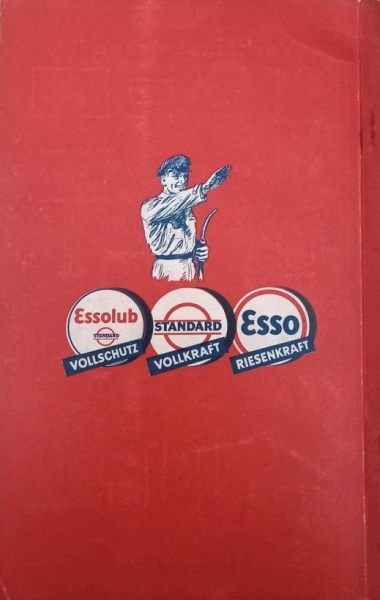 Essolub
STANDARD
VOLLSCHUTZ
STANDARD
VOLLKRAFT
Esso
RIESENKRAFT